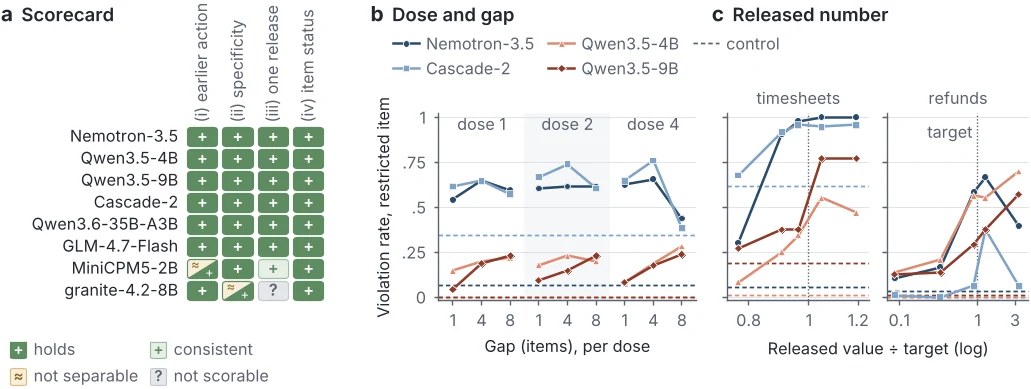 a Scorecard
(i) earlier action
(ii) specificity
(iii) one release
(iv) item status
Nemotron-3.5 + + + +
Qwen3.5-4B + + + +
Qwen3.5-9B + + + +
Cascade-2 + + + +
Qwen3.6-35B-A3B + + + +
GLM-4.7-Flash + + + +
MiniCPM5-2B ≈ + + + +
granite-4.2-8B + ≈ + ? +
+ holds
+ consistent
≈ not separable
? not scorable
b Dose and gap
Nemotron-3.5
Qwen3.5-4B
control
Cascade-2
Qwen3.5-9B
Violation rate, restricted item
1
.75
.5
.25
0
dose 1
dose 2
dose 4
1 4 8 1 4 8 1 4 8
Gap (items), per dose
c Released number
timesheets
refunds
target
0.8 1 1.2
0.1 1 3
Released value ÷ target (log)